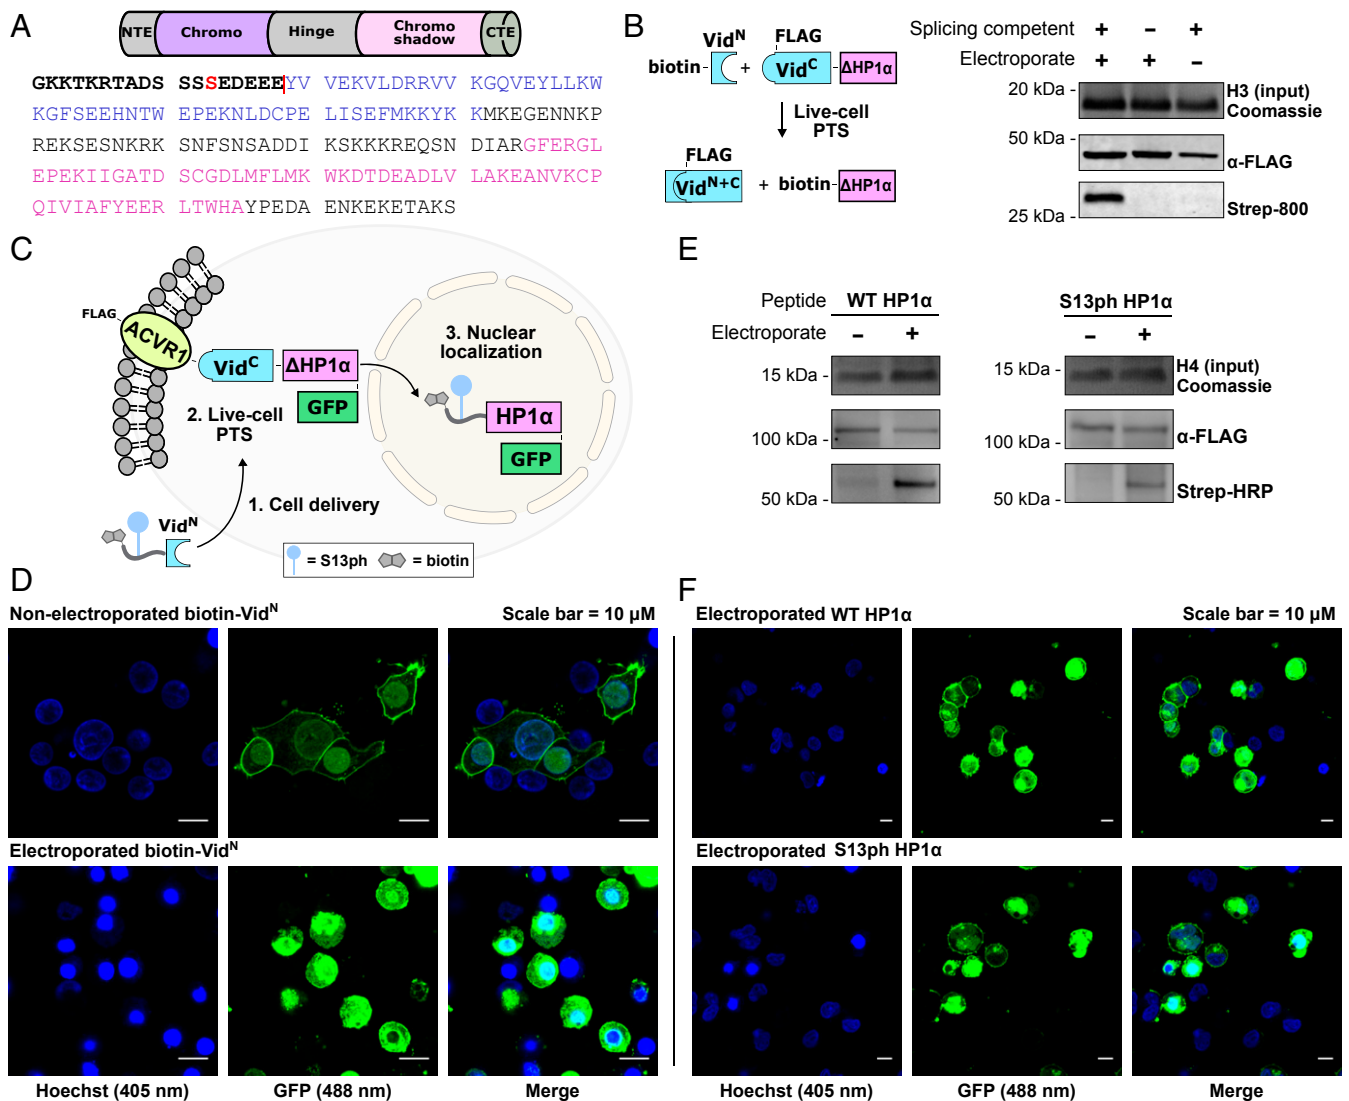 A
NTE Chromo Hinge Chromo shadow CTE
GKKTKRTADS SSSEDEEE|YV VEKVLDRRVV KGQVEYLLKW
KGFSEEHNTW EPEKNLDCPE LISEFMKKYK KMKEGENNKP
REKSESNKRK SNFSNSADDI KSKKKREQSN DIARGFERGL
EPEKIIGATD SCGDLMFLMK WKDTDEADLV LAKEANVKCP
QIVIAFYEER LTWHAYPEDA ENKEKETAKS
B
VidN
FLAG
biotin- + VidC ΔHP1α
Live-cell
PTS
FLAG
VidN+C + biotin- ΔHP1α
Splicing competent + – +
Electroporate + + –
20 kDa -
H3 (input)
Coomassie
50 kDa -
α-FLAG
25 kDa -
Strep-800
C
FLAG
ACVR1
VidC ΔHP1α
GFP
2. Live-cell
PTS
3. Nuclear
localization
HP1α
GFP
1. Cell delivery
VidN
= S13ph = biotin
E
Peptide WT HP1α S13ph HP1α
Electroporate – + – +
15 kDa - 15 kDa -
H4 (input)
Coomassie
100 kDa - 100 kDa -
α-FLAG
50 kDa - 50 kDa -
Strep-HRP
D
Non-electroporated biotin-VidN Scale bar = 10 µM
Electroporated biotin-VidN
Hoechst (405 nm) GFP (488 nm) Merge
F
Electroporated WT HP1α Scale bar = 10 µM
Electroporated S13ph HP1α
Hoechst (405 nm) GFP (488 nm) Merge